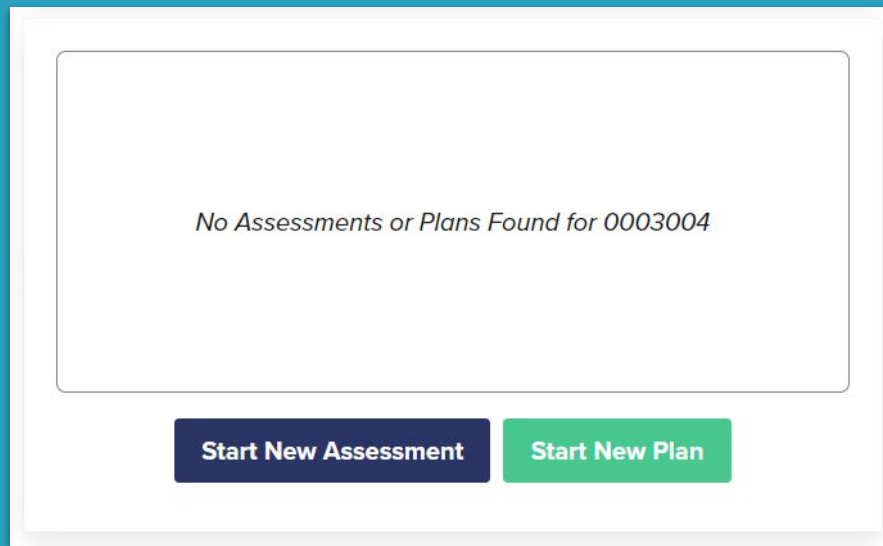 No Assessments or Plans Found for 0003004
Start New Assessment
Start New Plan